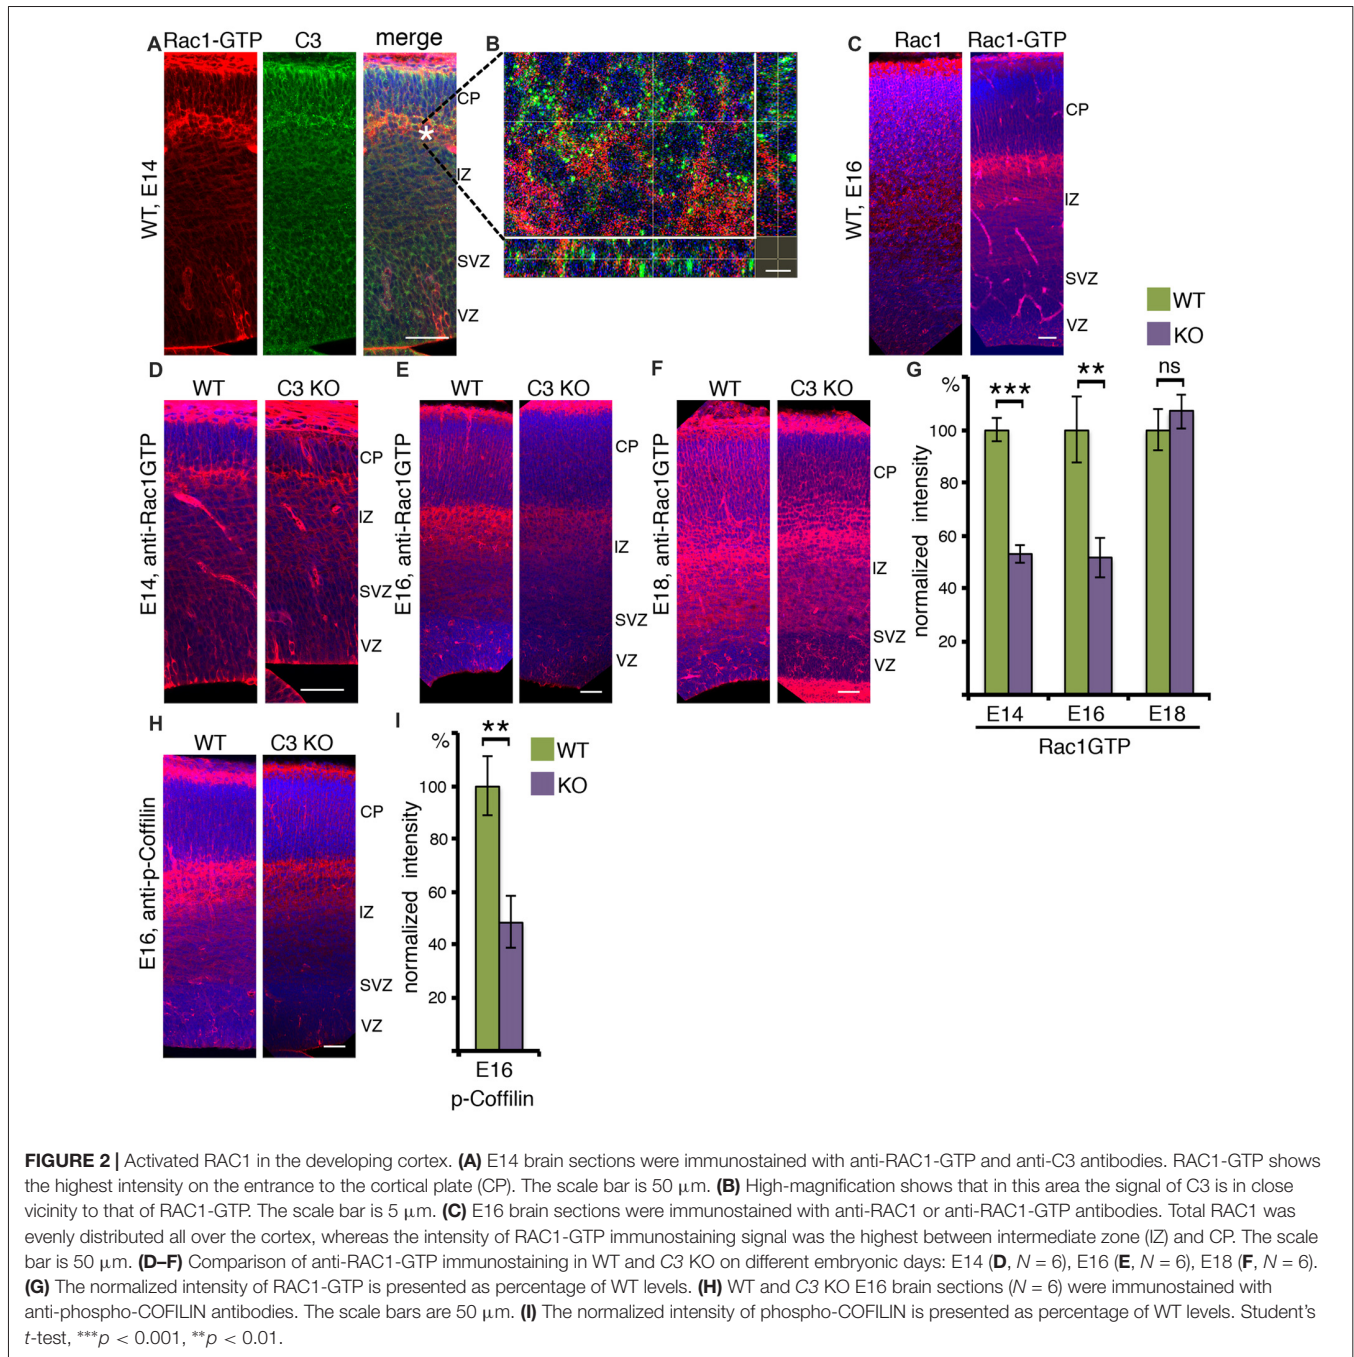 A Rac1-GTP C3 merge
WT, E14
CP
*
IZ
SVZ
VZ
B
C Rac1 Rac1-GTP
WT, E16
CP
IZ
SVZ
VZ
WT
KO
D WT C3 KO
E14, anti-Rac1GTP
CP
IZ
SVZ
VZ
E WT C3 KO
E16, anti-Rac1GTP
CP
IZ
SVZ
VZ
F WT C3 KO
E18, anti-Rac1GTP
CP
IZ
SVZ
VZ
G
%
*** ** ns
normalized intensity
100
80
60
40
20
E14 E16 E18
Rac1GTP
H WT C3 KO
E16, anti-p-Coffilin
CP
IZ
SVZ
VZ
I
%
**
WT
KO
normalized intensity
100
80
60
40
20
E16
p-Coffilin
FIGURE 2 | Activated RAC1 in the developing cortex. (A) E14 brain sections were immunostained with anti-RAC1-GTP and anti-C3 antibodies. RAC1-GTP shows
the highest intensity on the entrance to the cortical plate (CP). The scale bar is 50 μm. (B) High-magnification shows that in this area the signal of C3 is in close
vicinity to that of RAC1-GTP. The scale bar is 5 μm. (C) E16 brain sections were immunostained with anti-RAC1 or anti-RAC1-GTP antibodies. Total RAC1 was
evenly distributed all over the cortex, whereas the intensity of RAC1-GTP immunostaining signal was the highest between intermediate zone (IZ) and CP. The scale
bar is 50 μm. (D–F) Comparison of anti-RAC1-GTP immunostaining in WT and C3 KO on different embryonic days: E14 (D, N = 6), E16 (E, N = 6), E18 (F, N = 6).
(G) The normalized intensity of RAC1-GTP is presented as percentage of WT levels. (H) WT and C3 KO E16 brain sections (N = 6) were immunostained with
anti-phospho-COFILIN antibodies. The scale bars are 50 μm. (I) The normalized intensity of phospho-COFILIN is presented as percentage of WT levels. Student's
t-test, ***p < 0.001, **p < 0.01.